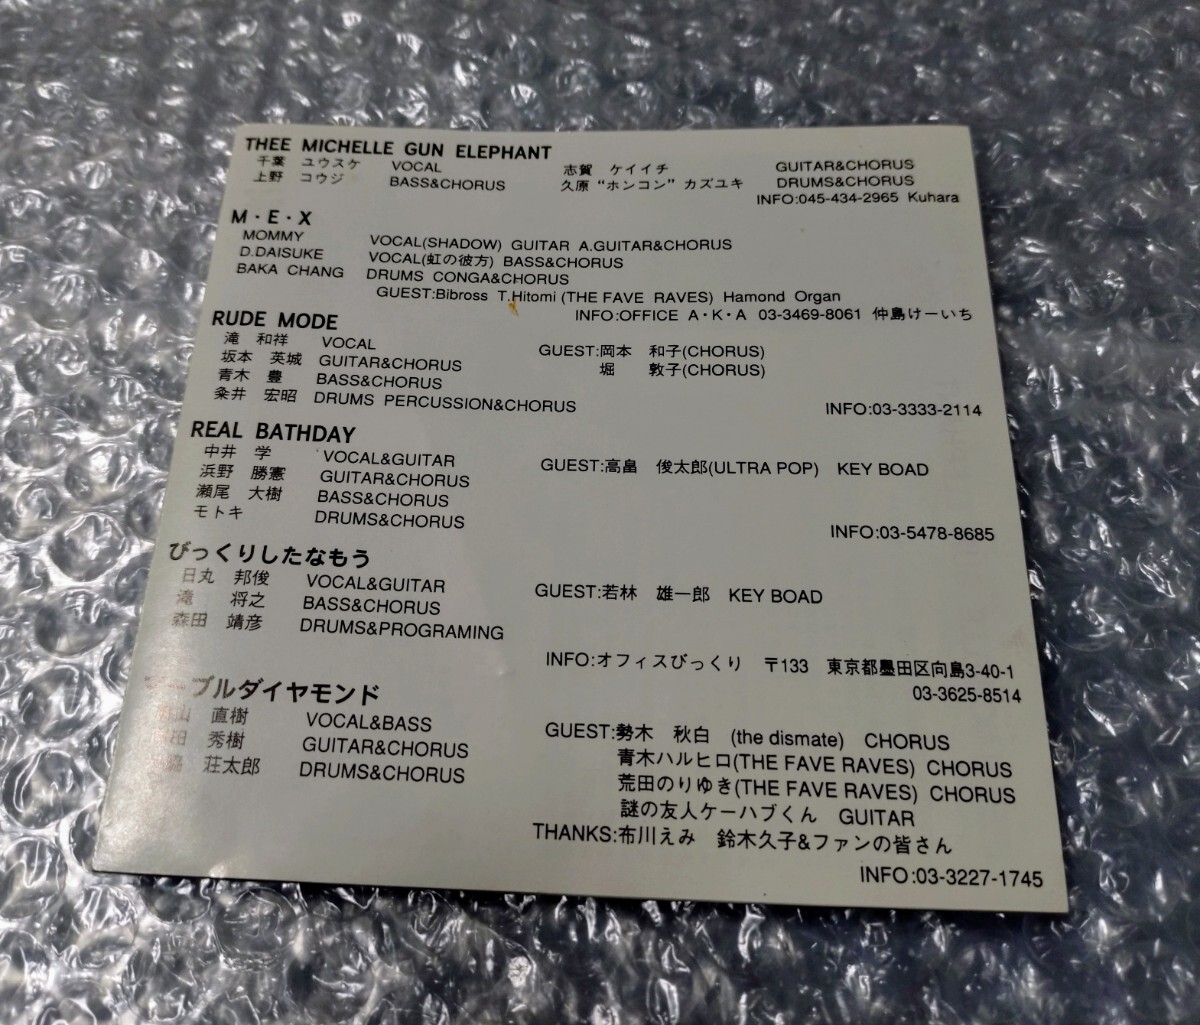 THEE MICHELLE GUN ELEPHANT
千葉 ユウスケ VOCAL 志賀 ケイイチ GUITAR&CHORUS
上野 コウジ BASS&CHORUS 久原“ホンコン”カズユキ DRUMS&CHORUS
INFO:045-434-2965 Kuhara
M・E・X
MOMMY VOCAL(SHADOW) GUITAR A.GUITAR&CHORUS
D.DAISUKE VOCAL(虹の彼方) BASS&CHORUS
BAKA CHANG DRUMS CONGA&CHORUS
GUEST:Bibross T.Hitomi (THE FAVE RAVES) Hamond Organ
INFO:OFFICE A・K・A 03-3469-8061 仲島けーいち
RUDE MODE
滝 和祥 VOCAL GUEST:岡本 和子(CHORUS)
坂本 英城 GUITAR&CHORUS 堀 敦子(CHORUS)
青木 豊 BASS&CHORUS
粂井 宏昭 DRUMS PERCUSSION&CHORUS
INFO:03-3333-2114
REAL BATHDAY
中井 学 VOCAL&GUITAR GUEST:高畠 俊太郎(ULTRA POP) KEY BOAD
浜野 勝憲 GUITAR&CHORUS
瀬尾 大樹 BASS&CHORUS
モトキ DRUMS&CHORUS
INFO:03-5478-8685
びっくりしたなもう
日丸 邦俊 VOCAL&GUITAR GUEST:若林 雄一郎 KEY BOAD
滝 将之 BASS&CHORUS
森田 靖彦 DRUMS&PROGRAMING
INFO:オフィスびっくり 〒133 東京都墨田区向島3-40-1
03-3625-8514
ープルダイヤモンド
山 直樹 VOCAL&BASS GUEST:勢木 秋白 (the dismate) CHORUS
田 秀樹 GUITAR&CHORUS 青木ハルヒロ(THE FAVE RAVES) CHORUS
脇 荘太郎 DRUMS&CHORUS 荒田のりゆき(THE FAVE RAVES) CHORUS
謎の友人ケーハブくん GUITAR
THANKS:布川えみ 鈴木久子&ファンの皆さん
INFO:03-3227-1745